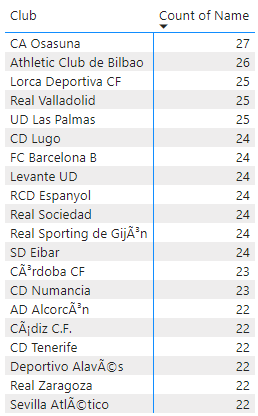 Club Count of Name
CA Osasuna 27
Athletic Club de Bilbao 26
Lorca Deportiva CF 25
Real Valladolid 25
UD Las Palmas 25
CD Lugo 24
FC Barcelona B 24
Levante UD 24
RCD Espanyol 24
Real Sociedad 24
Real Sporting de GijÃ³n 24
SD Eibar 24
CÃ³rdoba CF 23
CD Numancia 23
AD AlcorcÃ³n 22
CÃ¡diz C.F. 22
CD Tenerife 22
Deportivo AlavÃ©s 22
Real Zaragoza 22
Sevilla AtlÃ©tico 22